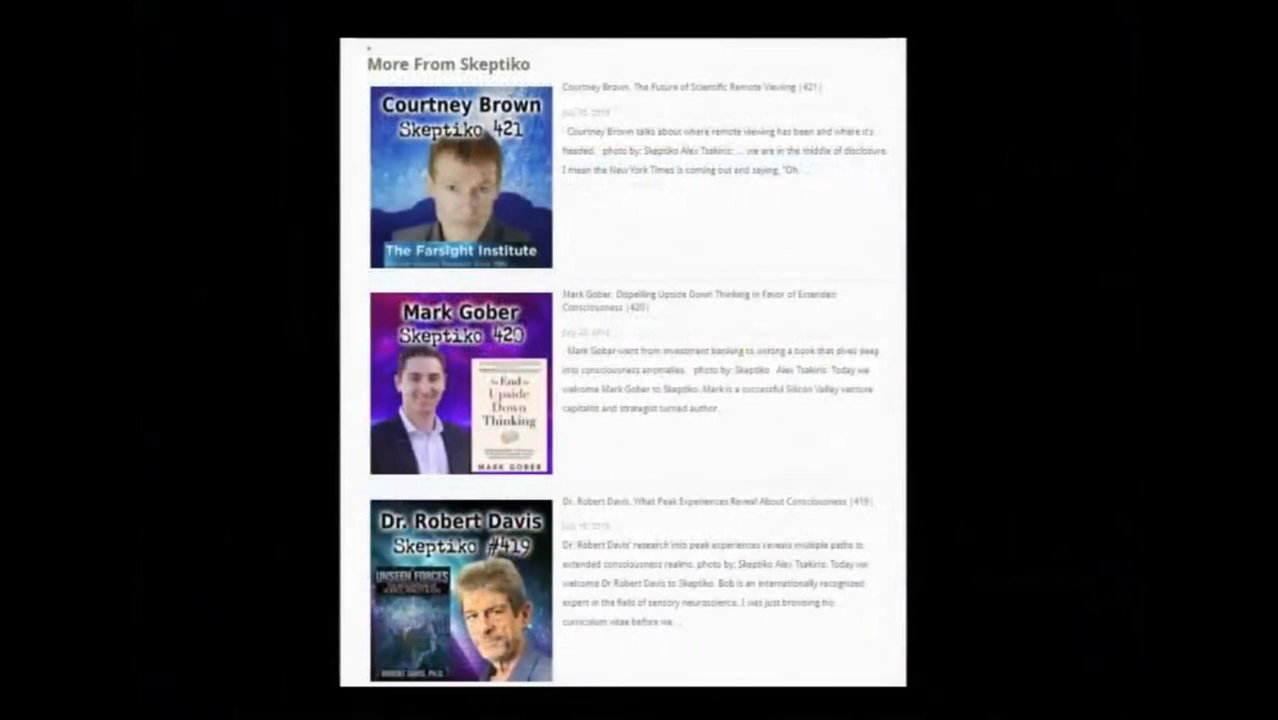 More From Skeptiko
Courtney Brown
Skeptiko 421
The Farsight Institute
Courtney Brown, The Future of Scientific Remote Viewing |421|
Courtney Brown talks about where remote viewing has been and where it's
headed. photo by: Skeptiko Alex Tsakiris: ... we are in the middle of disclosure.
I mean the New York Times is coming out and saying, "Oh, ...
Mark Gober
Skeptiko 420
An End to
Upside
Down
Thinking
MARK GOBER
Mark Gober, Dispelling Upside Down Thinking in Favor of Extended
Consciousness |420|
Mark Gober went from investment banking to writing a book that dives deep
into consciousness anomalies. photo by: Skeptiko Alex Tsakiris: Today we
welcome Mark Gober to Skeptiko. Mark is a successful Silicon Valley venture
capitalist and strategist turned author...
Dr. Robert Davis
Skeptiko #419
UNSEEN FORCES
ROBERT DAVIS, PH.D.
Dr. Robert Davis, What Peak Experiences Reveal About Consciousness |419|
Dr. Robert Davis' research into peak experiences reveals multiple paths to
extended consciousness realms. photo by: Skeptiko Alex Tsakiris: Today we
welcome Dr Robert Davis to Skeptiko. Bob is an internationally recognized
expert in the field of sensory neuroscience. I was just browsing his
curriculum vitae before we ...